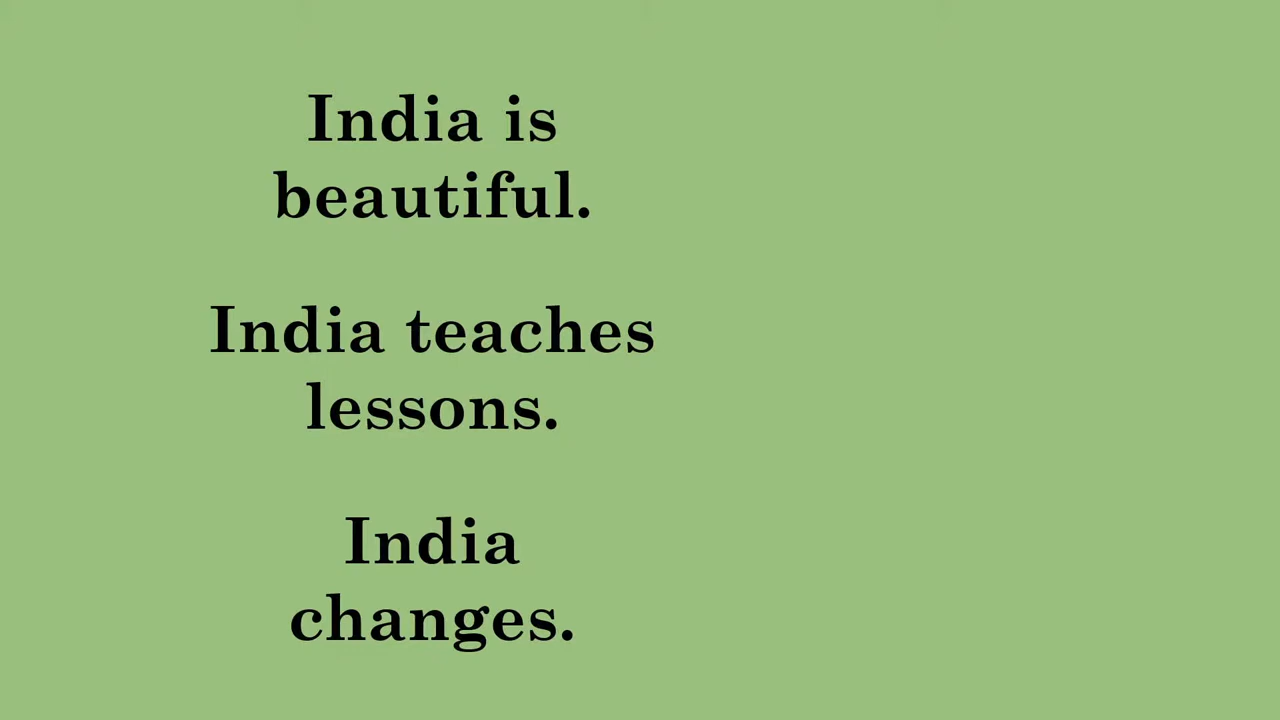 India is
beautiful.
India teaches
lessons.
India
changes.